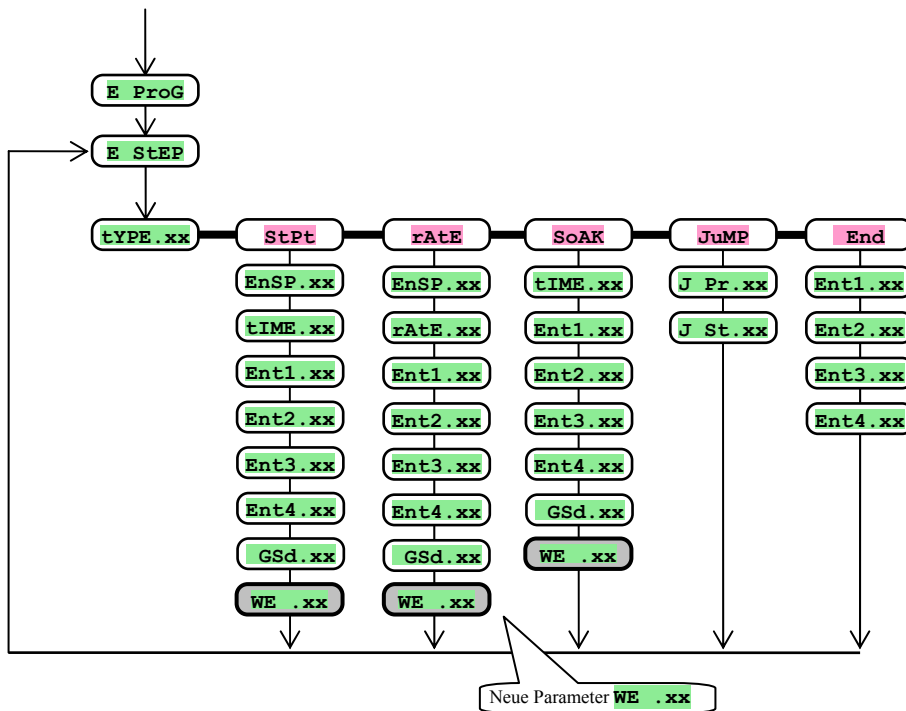 E ProG
E StEP
tYPE.xx StPt rAtE SoAK JuMP End
EnSP.xx EnSP.xx tIME.xx J Pr.xx Ent1.xx
tIME.xx rAtE.xx Ent1.xx J St.xx Ent2.xx
Ent1.xx Ent1.xx Ent2.xx Ent3.xx
Ent2.xx Ent2.xx Ent3.xx Ent4.xx
Ent3.xx Ent3.xx Ent4.xx
Ent4.xx Ent4.xx GSd.xx
GSd.xx GSd.xx WE .xx
WE .xx WE .xx
Neue Parameter WE .xx